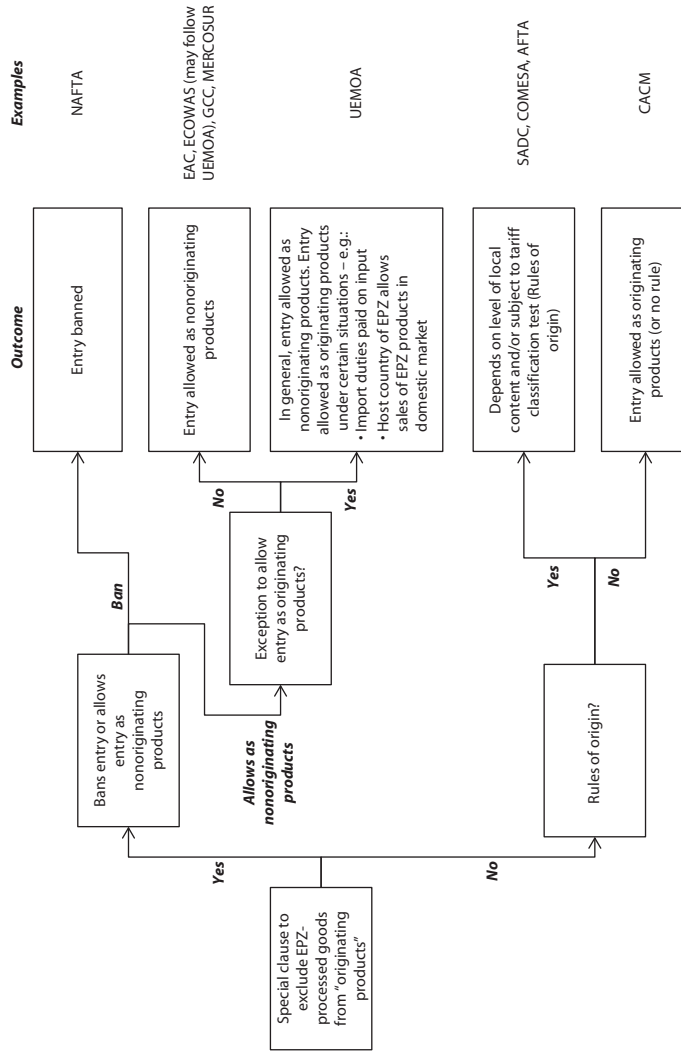 Outcome
Examples
Special clause to
exclude EPZ-
processed goods
from “originating
products”
Yes
No
Bans entry or allows
entry as
nonoriginating
products
Ban
Allows as
nonoriginating
products
Exception to allow
entry as originating
products?
No
Yes
Rules of origin?
Yes
No
Entry banned
NAFTA
Entry allowed as nonoriginating
products
EAC, ECOWAS (may follow
UEMOA), GCC, MERCOSUR
In general, entry allowed as
nonoriginating products. Entry
allowed as originating products
under certain situations – e.g.:
• Import duties paid on input
• Host country of EPZ allows
sales of EPZ products in
domestic market
UEMOA
Depends on level of local
content and/or subject to tariff
classification test (Rules of
origin)
SADC, COMESA, AFTA
Entry allowed as originating
products (or no rule)
CACM